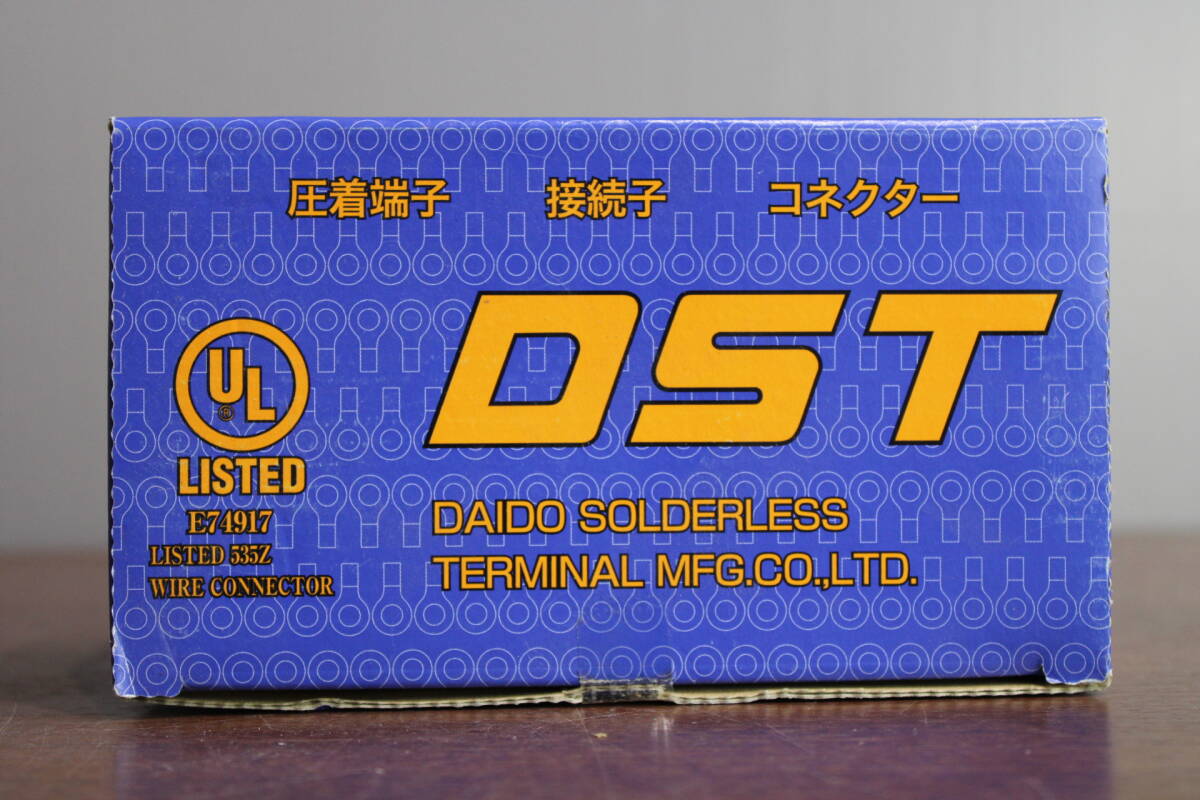 圧着端子 接続子 コネクター
DST
UL
®
LISTED
E74917
LISTED 535Z
WIRE CONNECTOR
DAIDO SOLDERLESS
TERMINAL MFG.CO.,LTD.